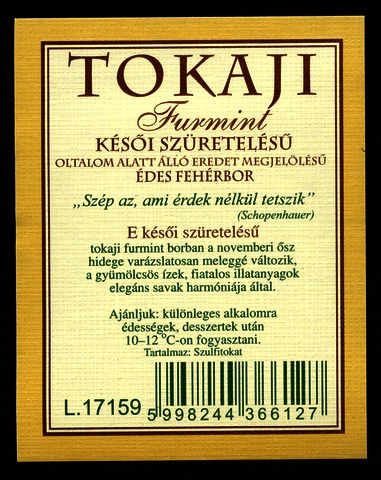 TOKAJI
Furmint
KÉSŐI SZÜRETELÉSŰ
OLTALOM ALATT ÁLLÓ EREDET MEGJELÖLÉSŰ
ÉDES FEHÉRBOR
„Szép az, ami érdek nélkül tetszik”
(Schopenhauer)
E késői szüretelésű
tokaji furmint borban a novemberi ősz
hidege varázslatosan meleggé változik,
a gyümölcsös ízek, fiatalos illatanyagok
elegáns savak harmóniája által.
Ajánljuk: különleges alkalomra
édességek, desszertek után
10–12 °C-on fogyasztani.
Tartalmaz: Szulfitokat
L.17159
5 998244 366127